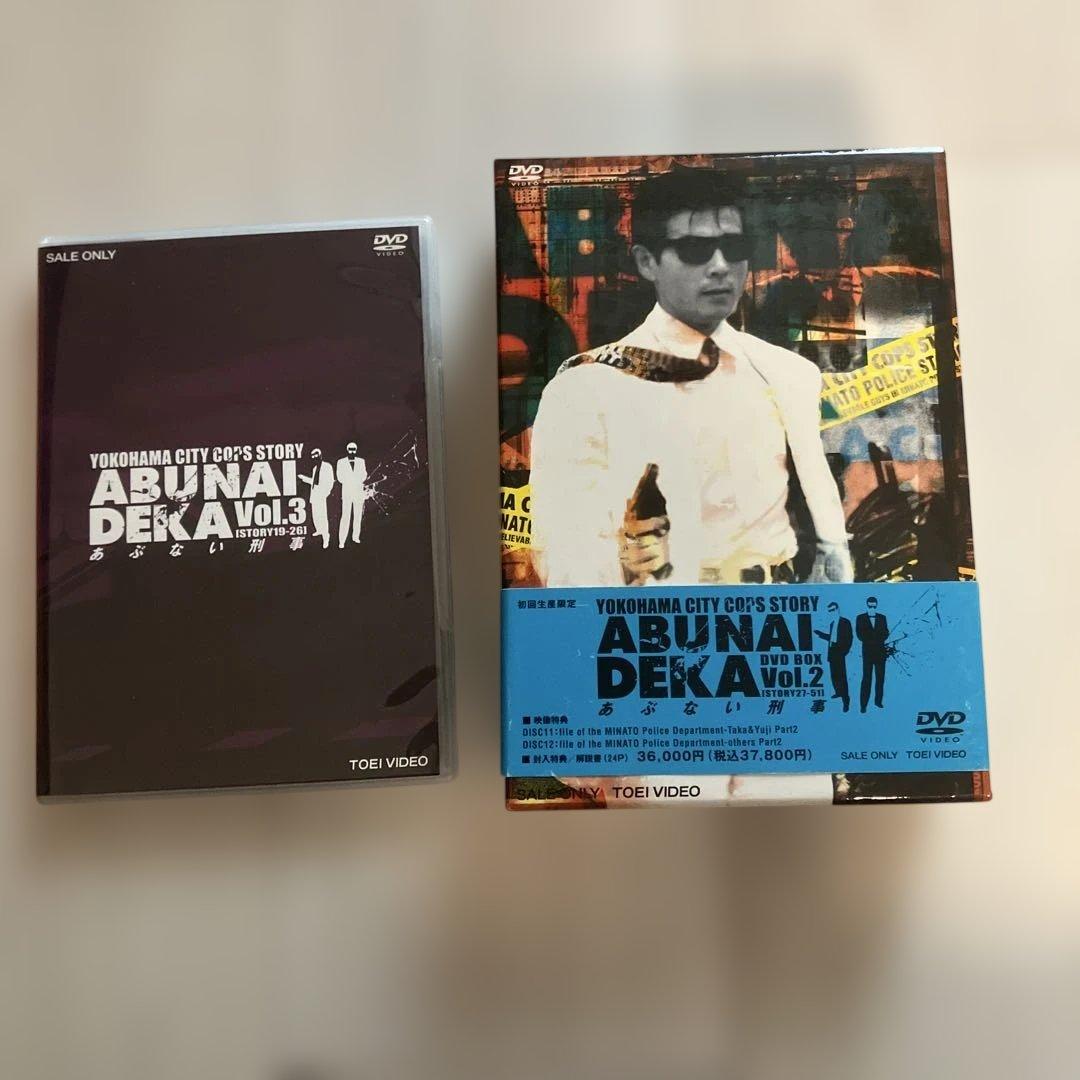 SALE ONLY
DVD
VIDEO
YOKOHAMA CITY COPS STORY
ABUNAI
DEKA Vol.3
[STORY19-26]
あぶない刑事
TOEI VIDEO
DVD
VIDEO
CITY COPS
NATO POLICE
初回生産限定
YOKOHAMA CITY COPS STORY
ABUNAI
DEKA DVD BOX
Vol.2
[STORY27-51]
あぶない刑事
■ 映像特典
DISC11:file of the MINATO Police Department-Taka&Yuji Part2
DISC12:file of the MINATO Police Department-others Part2
■ 封入特典/解説書(24P) 36,000円(税込37,800円)
DVD
VIDEO
SALE ONLY TOEI VIDEO
SALE ONLY TOEI VIDEO